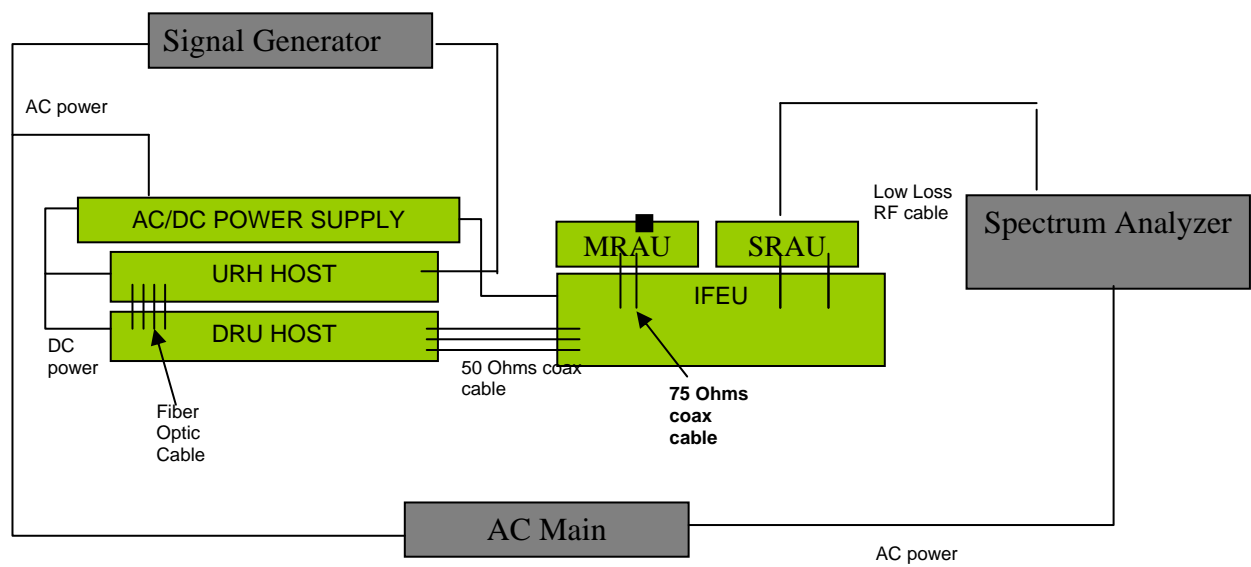 Signal Generator
AC power
AC/DC POWER SUPPLY
URH HOST
DRU HOST
DC
power
Fiber
Optic
Cable
50 Ohms coax
cable
MRAU
SRAU
IFEU
75 Ohms
coax
cable
Low Loss
RF cable
Spectrum Analyzer
AC Main
AC power